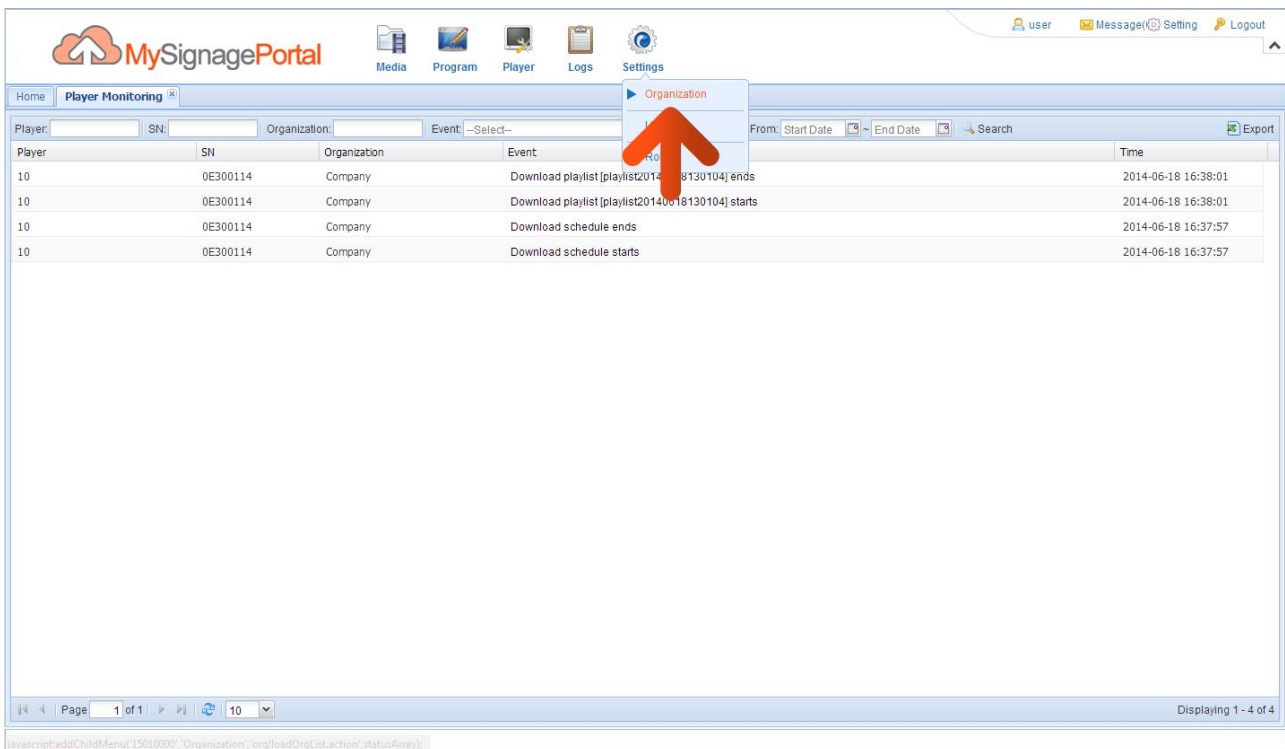 user Message( Setting Logout
MySignagePortal
Media Program Player Logs Settings
Home Player Monitoring
Organization
Player: SN: Organization: Event: --Select-- From: Start Date ~ End Date Search Export
Player SN Organization Event Time
10 0E300114 Company Download playlist [playlist20140618130104] ends 2014-06-18 16:38:01
10 0E300114 Company Download playlist [playlist20140618130104] starts 2014-06-18 16:38:01
10 0E300114 Company Download schedule ends 2014-06-18 16:37:57
10 0E300114 Company Download schedule starts 2014-06-18 16:37:57
Page 1 of 1 10 Displaying 1 - 4 of 4
javascript:addChildMenu('15010000','Organization','org!loadOrgList.action',statusArray);